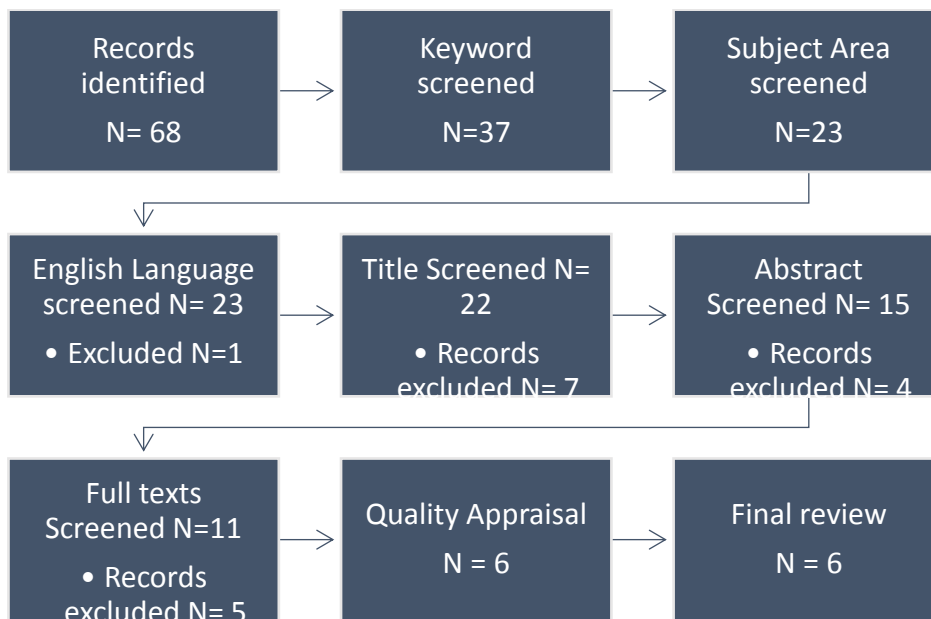 Records
identified
N= 68
Keyword
screened
N=37
Subject Area
screened
N=23
English Language
screened N= 23
• Excluded N=1
Title Screened N=
22
• Records
excluded N= 7
Abstract
Screened N= 15
• Records
excluded N= 4
Full texts
Screened N=11
• Records
excluded N= 5
Quality Appraisal
N = 6
Final review
N = 6